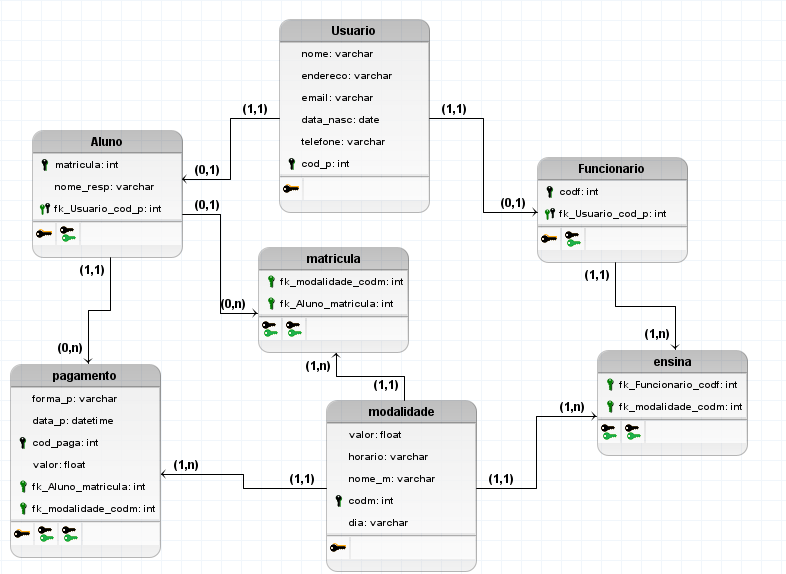 Usuario
nome: varchar
endereco: varchar
email: varchar
data_nasc: date
telefone: varchar
cod_p: int
(1,1)
(1,1)
Aluno
matricula: int
nome_resp: varchar
fk_Usuario_cod_p: int
(0,1)
(0,1)
Funcionario
codf: int
fk_Usuario_cod_p: int
(0,1)
matricula
fk_modalidade_codm: int
fk_Aluno_matricula: int
(0,n)
(1,1)
(1,1)
(0,n)
(1,n)
(1,n)
pagamento
forma_p: varchar
data_p: datetime
cod_paga: int
valor: float
fk_Aluno_matricula: int
fk_modalidade_codm: int
(1,1)
ensina
fk_Funcionario_codf: int
fk_modalidade_codm: int
(1,n)
modalidade
valor: float
horario: varchar
nome_m: varchar
codm: int
dia: varchar
(1,n)
(1,1)
(1,1)